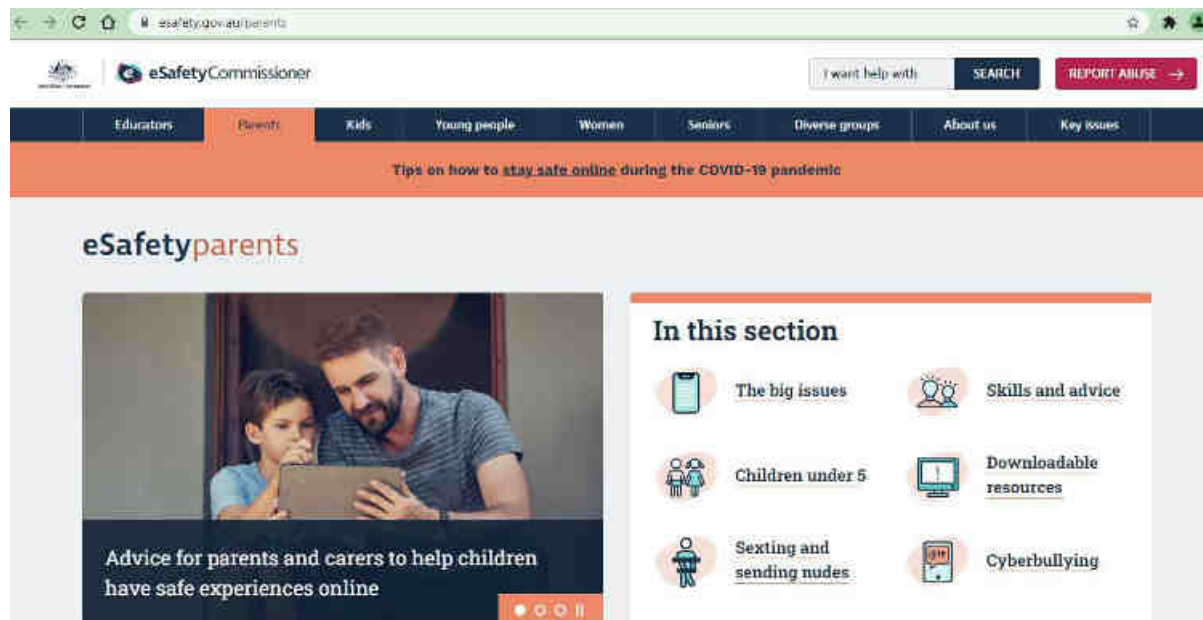 esafety.gov.au/parents
eSafetyCommissioner
I want help with
SEARCH
REPORT ABUSE →
Educators
Parents
Kids
Young people
Women
Seniors
Diverse groups
About us
Key issues
Tips on how to stay safe online during the COVID-19 pandemic
eSafetyparents
Advice for parents and carers to help children
have safe experiences online
In this section
The big issues
Skills and advice
Children under 5
Downloadable
resources
Sexting and
sending nudes
Cyberbullying